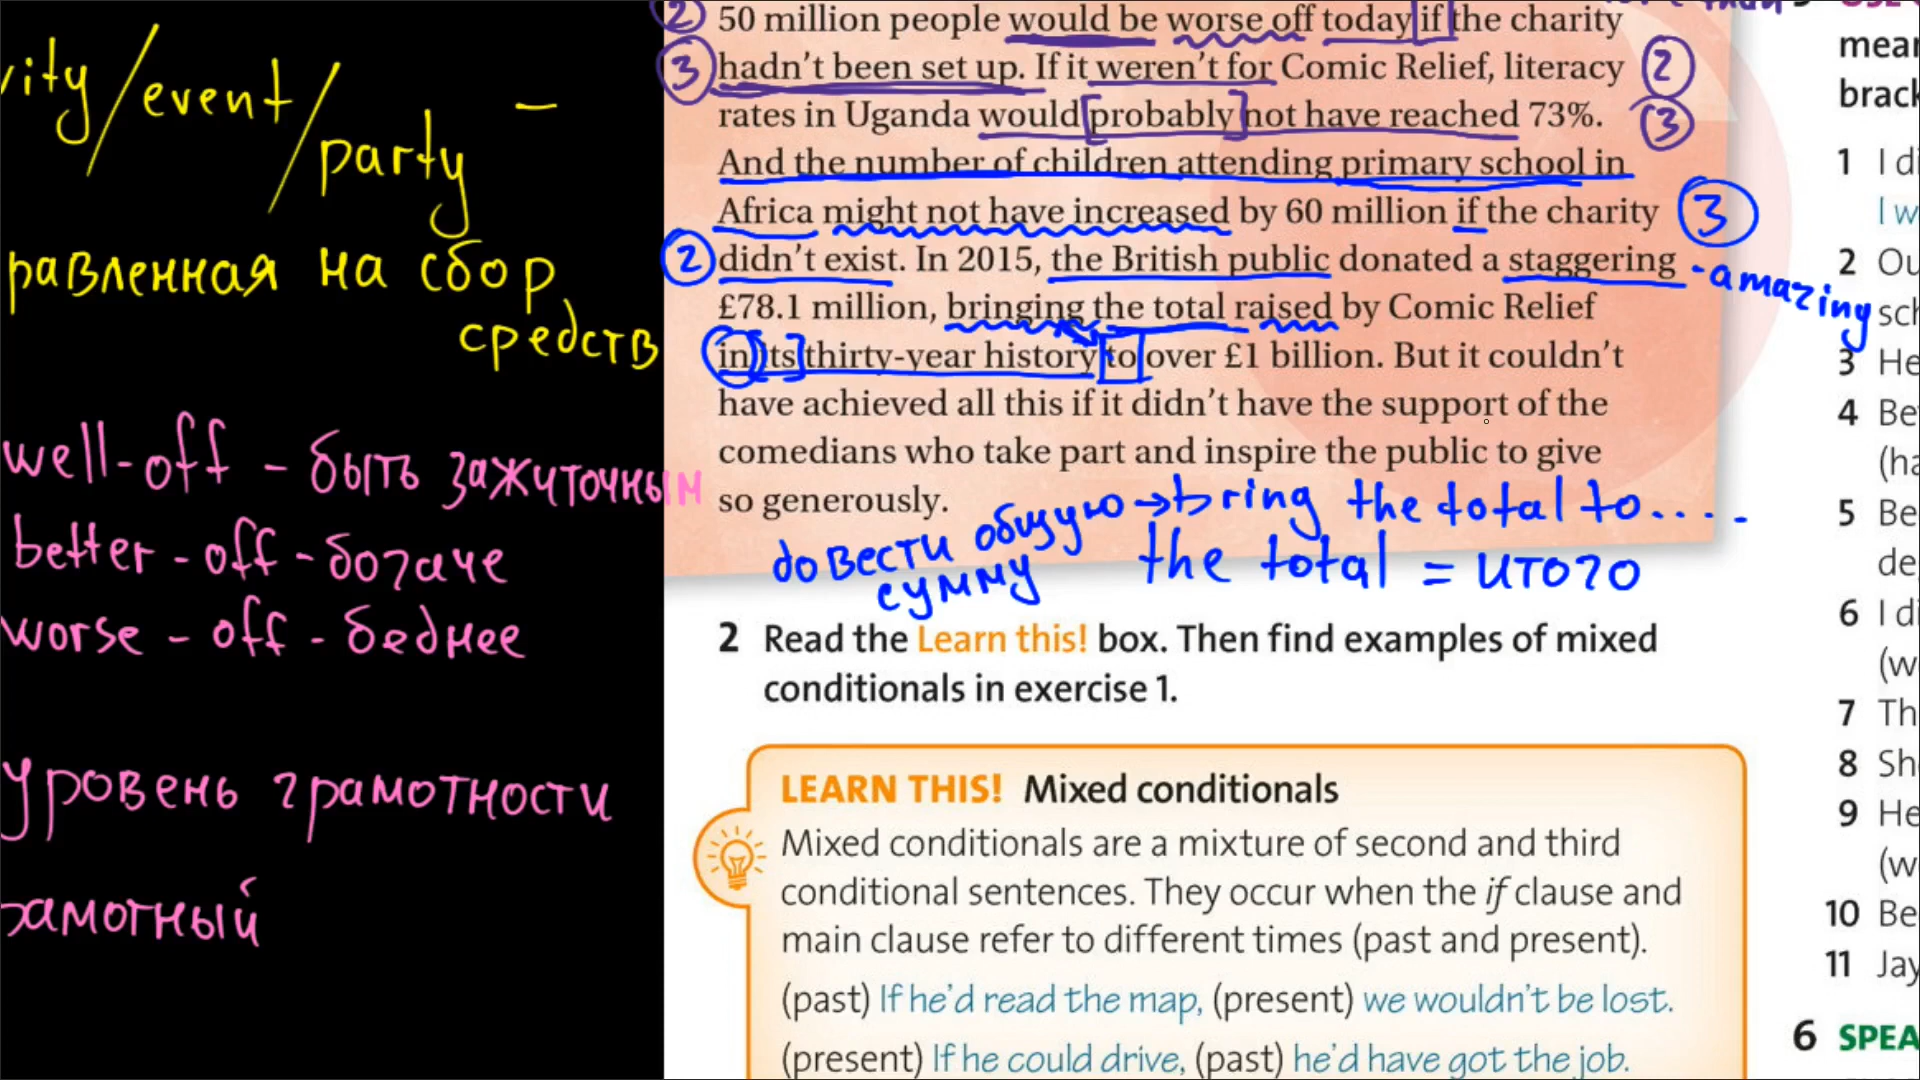 /event/party –
на сбор
средств
well-off - быть зажиточным
better-off - богаче
worse-off - беднее
уровень грамотности
② 50 million people would be worse off today if the charity
③ hadn't been set up. If it weren't for Comic Relief, literacy ②
rates in Uganda would probably not have reached 73%. ③
And the number of children attending primary school in
Africa might not have increased by 60 million if the charity ③
② didn't exist. In 2015, the British public donated a staggering - amazing
£78.1 million, bringing the total raised by Comic Relief
in its thirty-year history to over £1 billion. But it couldn't
have achieved all this if it didn't have the support of the
comedians who take part and inspire the public to give
so generously.
довести общую сумму → bring the total to....
the total = итого
2 Read the Learn this! box. Then find examples of mixed
conditionals in exercise 1.
LEARN THIS! Mixed conditionals
Mixed conditionals are a mixture of second and third
conditional sentences. They occur when the if clause and
main clause refer to different times (past and present).
(past) If he'd read the map, (present) we wouldn't be lost.
(present) If he could drive, (past) he'd have got the job.
brack
1 I di
I w
2 Ou
sch
3 He
4 Be
(ha
5 Be
de
6 I di
(w
7 Th
8 Sh
9 He
(w
10 Be
11 Jay
6 SPEA